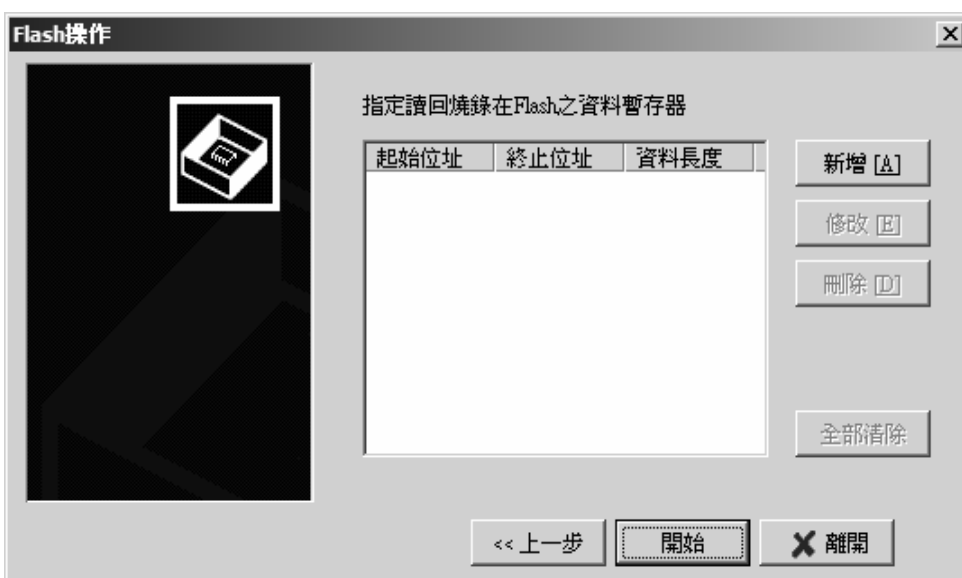 Flash操作
指定讀回燒錄在Flash之資料暫存器
起始位址 終止位址 資料長度
新增 [A]
修改 [E]
刪除 [D]
全部清除
<< 上一步 開始 離開